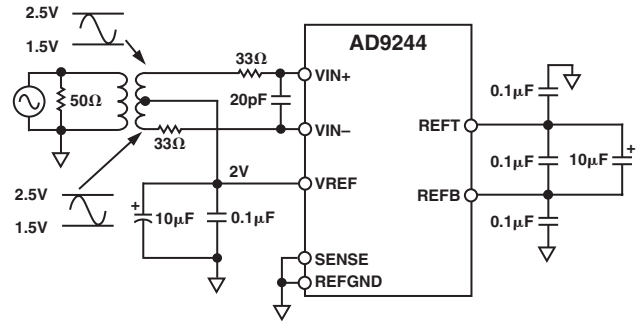 2.5V
1.5V
AD9244
33Ω
VIN+
50Ω
20pF
0.1µF
VIN–
REFT
33Ω
0.1µF
10µF
+
2V
2.5V
VREF
REFB
1.5V
+
10µF
0.1µF
0.1µF
SENSE
REFGND